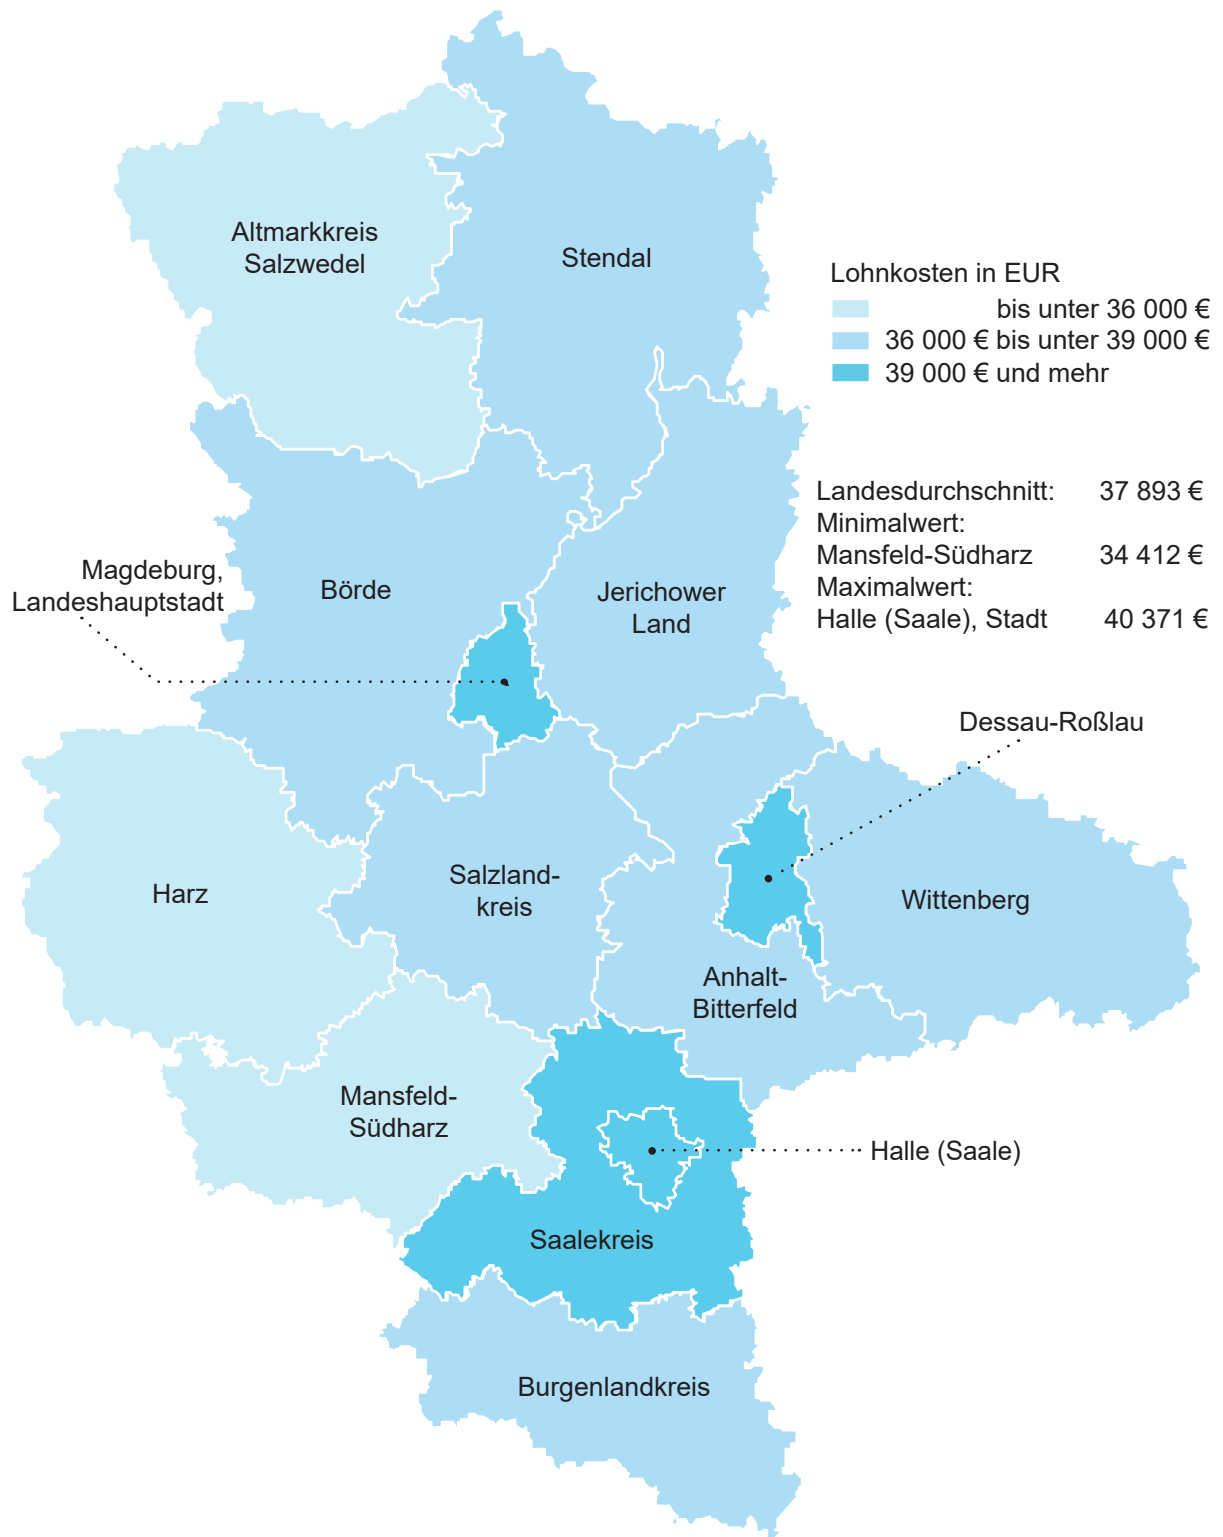 Altmarkkreis
Salzwedel
Stendal
Lohnkosten in EUR
bis unter 36 000 €
36 000 € bis unter 39 000 €
39 000 € und mehr
Landesdurchschnitt: 37 893 €
Minimalwert:
Mansfeld-Südharz 34 412 €
Maximalwert:
Halle (Saale), Stadt 40 371 €
Magdeburg,
Landeshauptstadt
Börde
Jerichower
Land
Dessau-Roßlau
Harz
Salzland-
kreis
Wittenberg
Anhalt-
Bitterfeld
Mansfeld-
Südharz
Halle (Saale)
Saalekreis
Burgenlandkreis